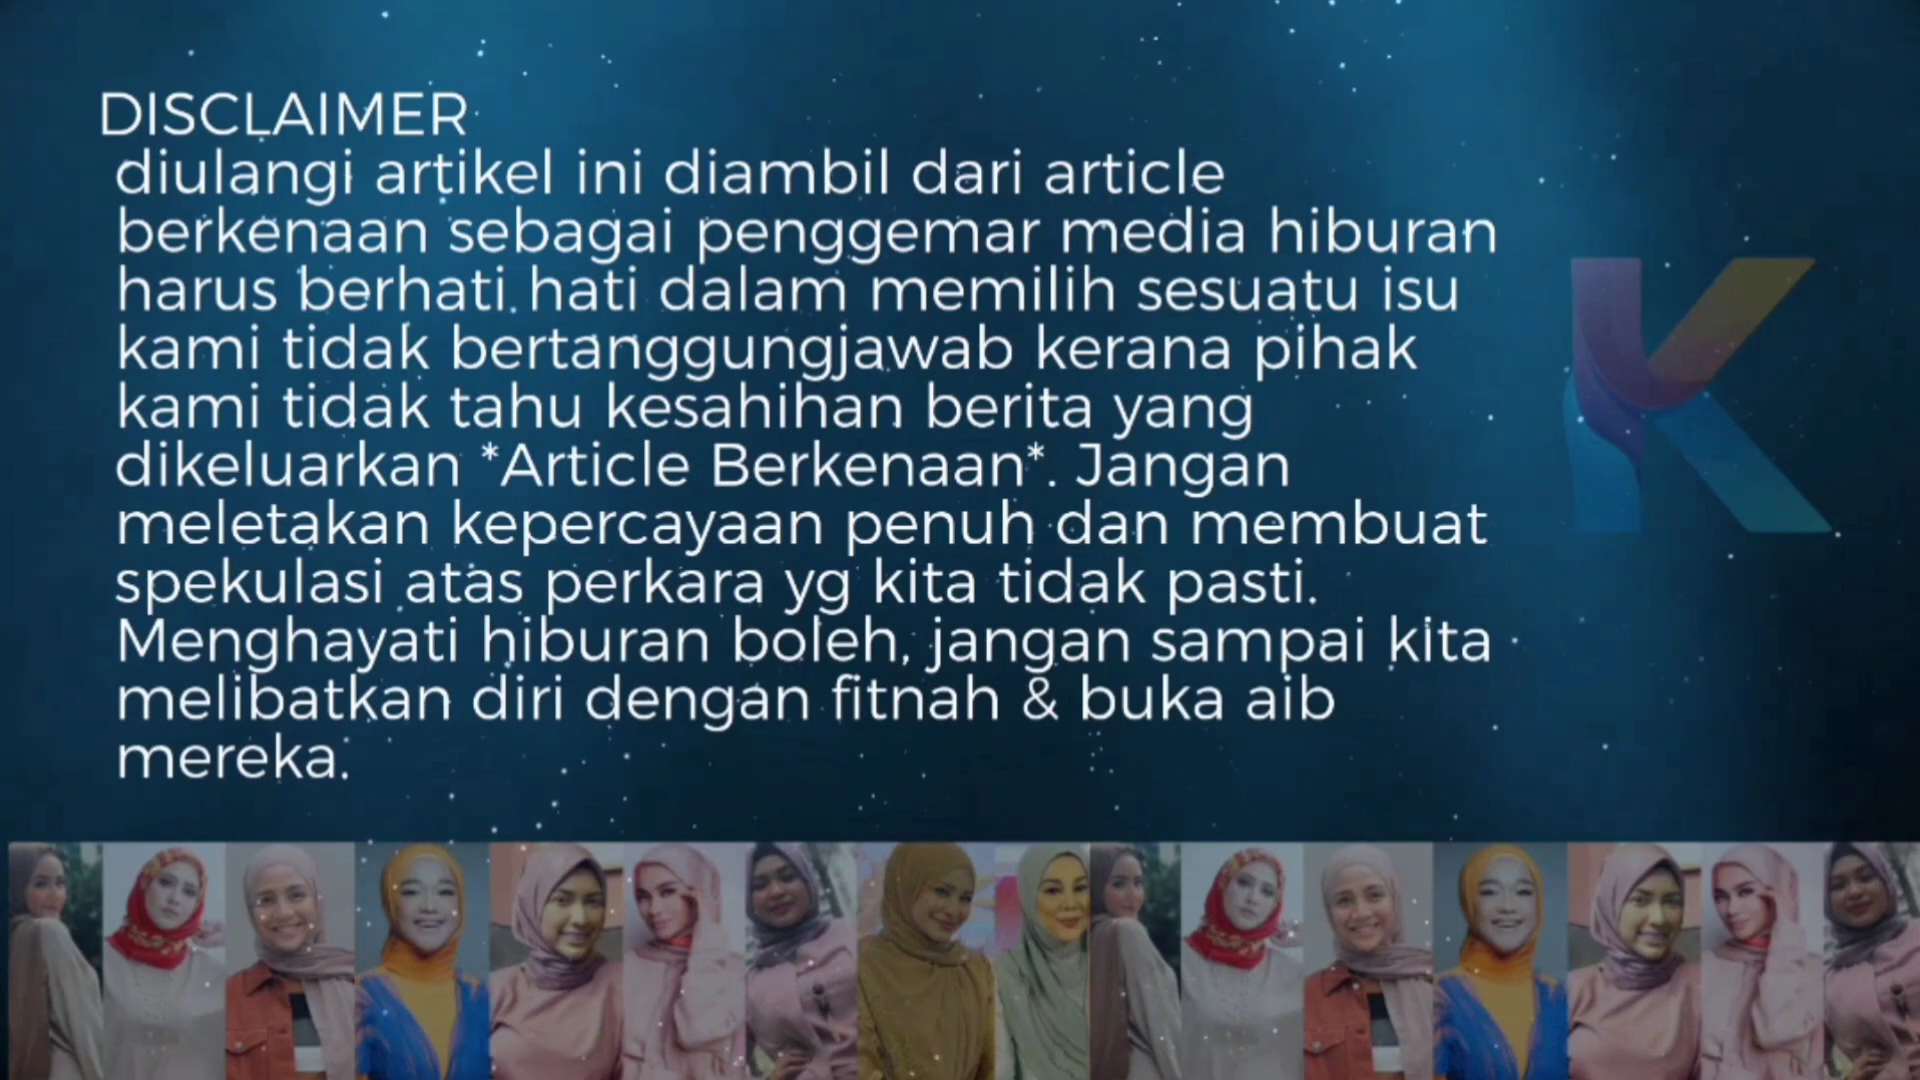 DISCLAIMER
diulangi artikel ini diambil dari article
berkenaan sebagai penggemar media hiburan
harus berhati hati dalam memilih sesuatu isu
kami tidak bertanggungjawab kerana pihak
kami tidak tahu kesahihan berita yang
dikeluarkan *Article Berkenaan*. Jangan
meletakan kepercayaan penuh dan membuat
spekulasi atas perkara yg kita tidak pasti.
Menghayati hiburan boleh, jangan sampai kita
melibatkan diri dengan fitnah & buka aib
mereka.
K